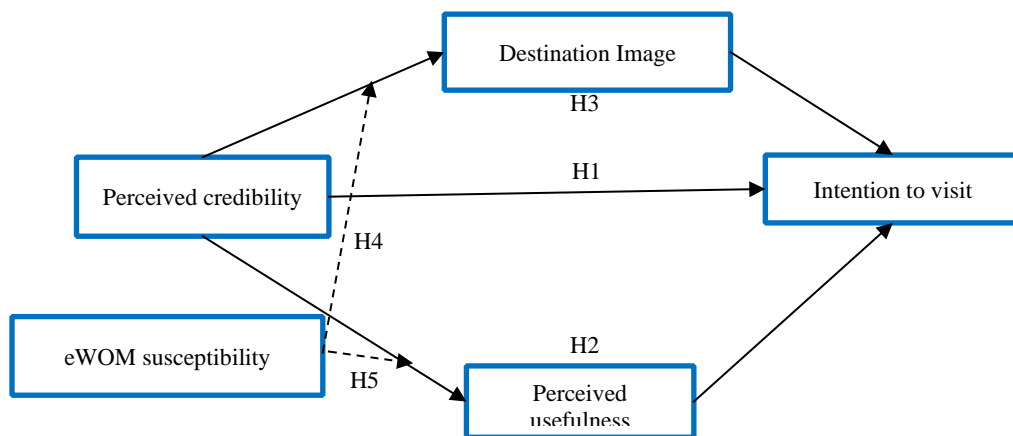 Destination Image
H3
H1
Perceived credibility
Intention to visit
H4
eWOM susceptibility
H2
H5
Perceived
usefulness